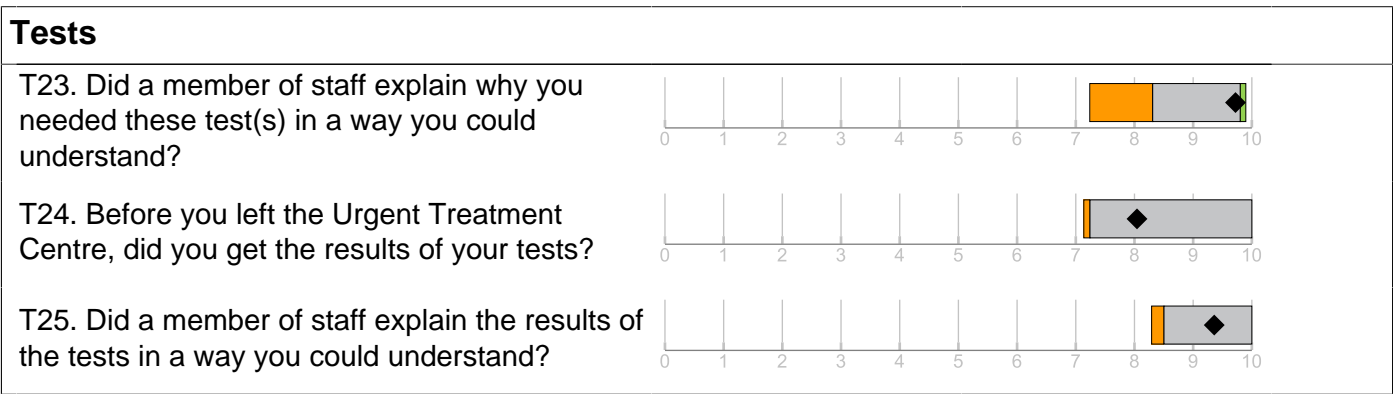 Tests
T23. Did a member of staff explain why you
needed these test(s) in a way you could
understand?
0 1 2 3 4 5 6 7 8 9 10
T24. Before you left the Urgent Treatment
Centre, did you get the results of your tests?
0 1 2 3 4 5 6 7 8 9 10
T25. Did a member of staff explain the results of
the tests in a way you could understand?
0 1 2 3 4 5 6 7 8 9 10